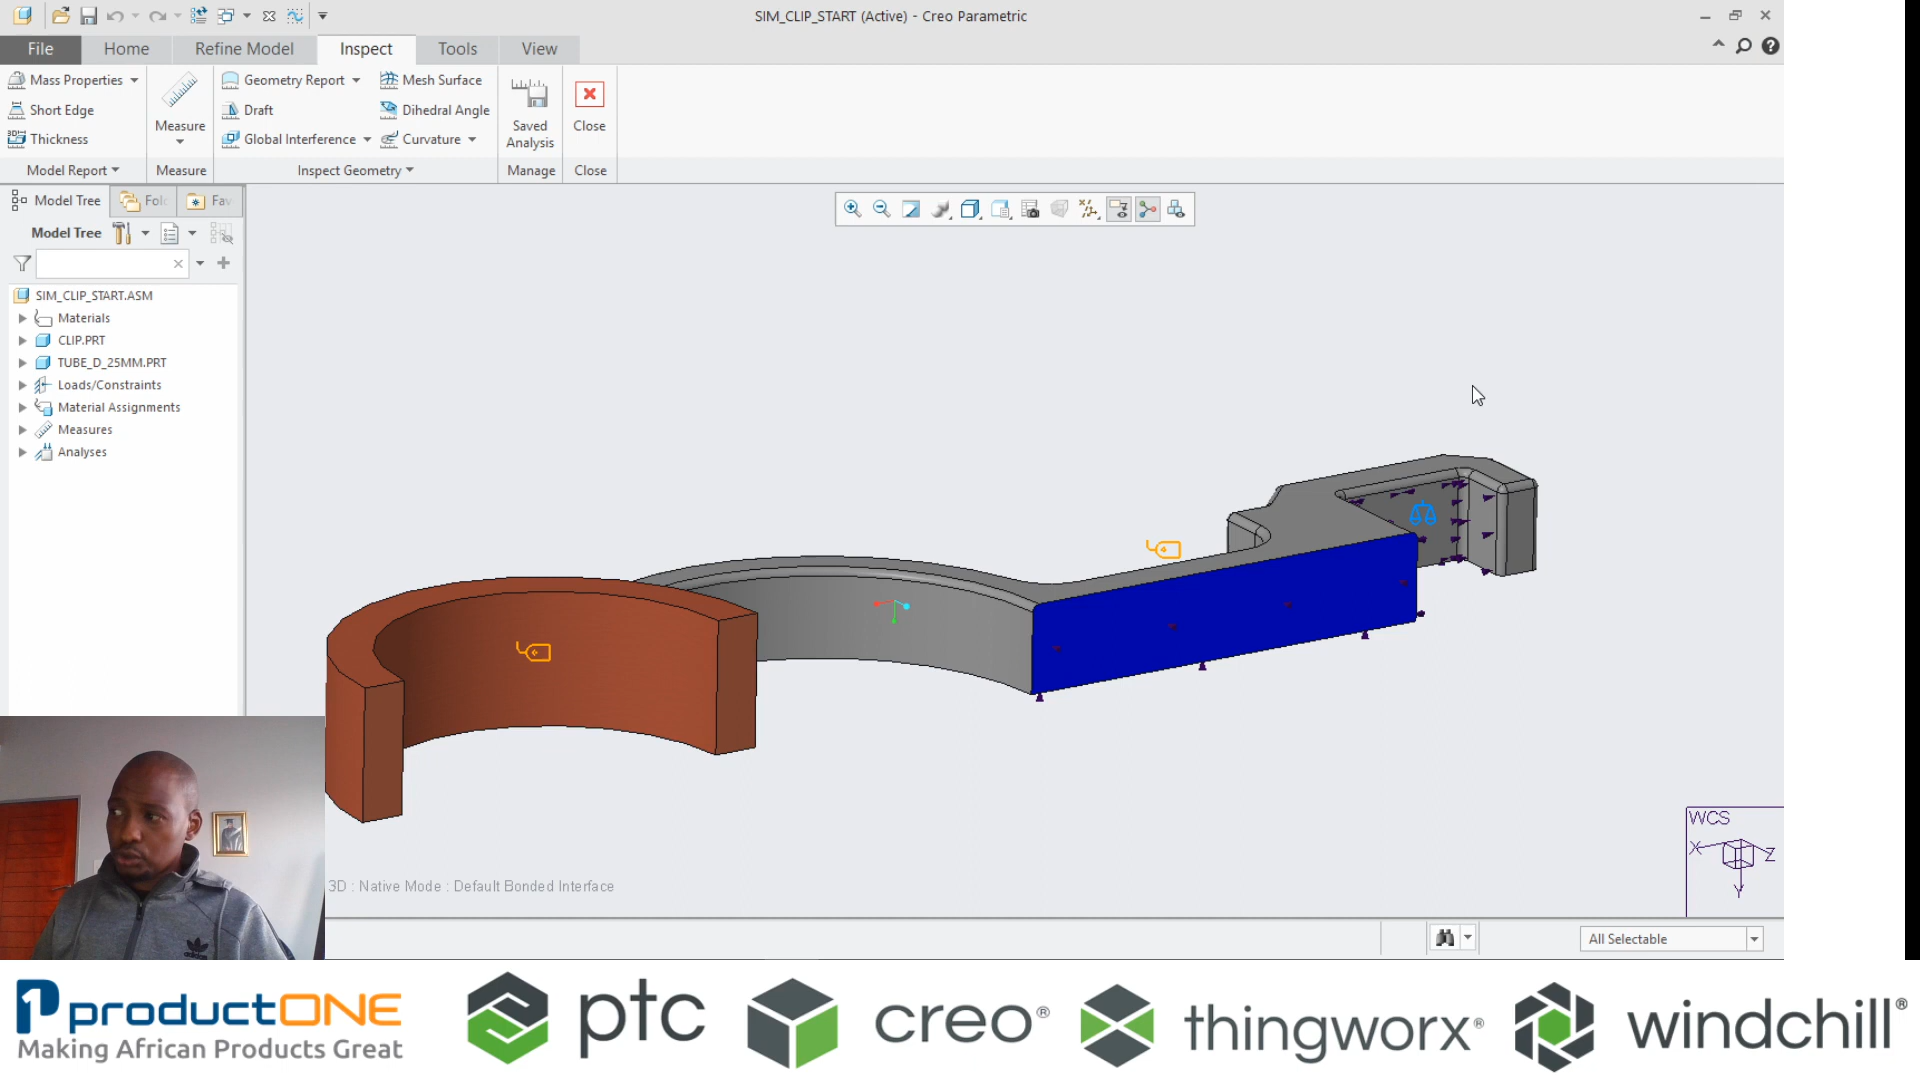 SIM_CLIP_START (Active) - Creo Parametric
File
Home
Refine Model
Inspect
Tools
View
Mass Properties
Short Edge
Thickness
Model Report
Measure
Measure
Geometry Report
Draft
Global Interference
Mesh Surface
Dihedral Angle
Curvature
Inspect Geometry
Saved
Analysis
Manage
Close
Close
Model Tree
Fol
Fav
Model Tree
SIM_CLIP_START.ASM
Materials
CLIP.PRT
TUBE_D_25MM.PRT
Loads/Constraints
Material Assignments
Measures
Analyses
WCS
X
Z
Y
3D : Native Mode : Default Bonded Interface
All Selectable
productONE
Making African Products Great
ptc
creo®
thingworx®
windchill®